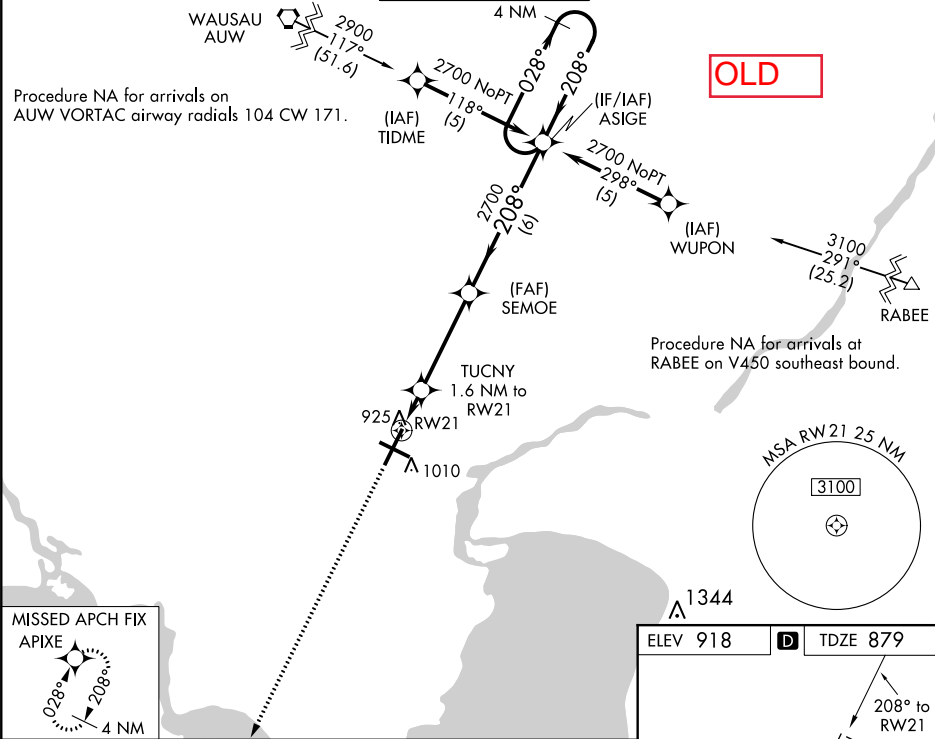 WAUSAU
AUW
2900
117°
(51.6)
4 NM
028°
208°
OLD
Procedure NA for arrivals on
AUW VORTAC airway radials 104 CW 171.
2700 NoPT
118°
(5)
(IAF)
TIDME
(IF/IAF)
ASIGE
2700 NoPT
298°
(5)
(IAF)
WUPON
2700
208°
(6)
3100
291°
(25.2)
RABEE
(FAF)
SEMOE
Procedure NA for arrivals at
RABEE on V450 southeast bound.
TUCNY
1.6 NM to
RW21
925
RW21
1010
MSA RW21 25 NM
3100
1344
MISSED APCH FIX
APIXE
028°
208°
4 NM
ELEV 918
D
TDZE 879
208° to
RW21